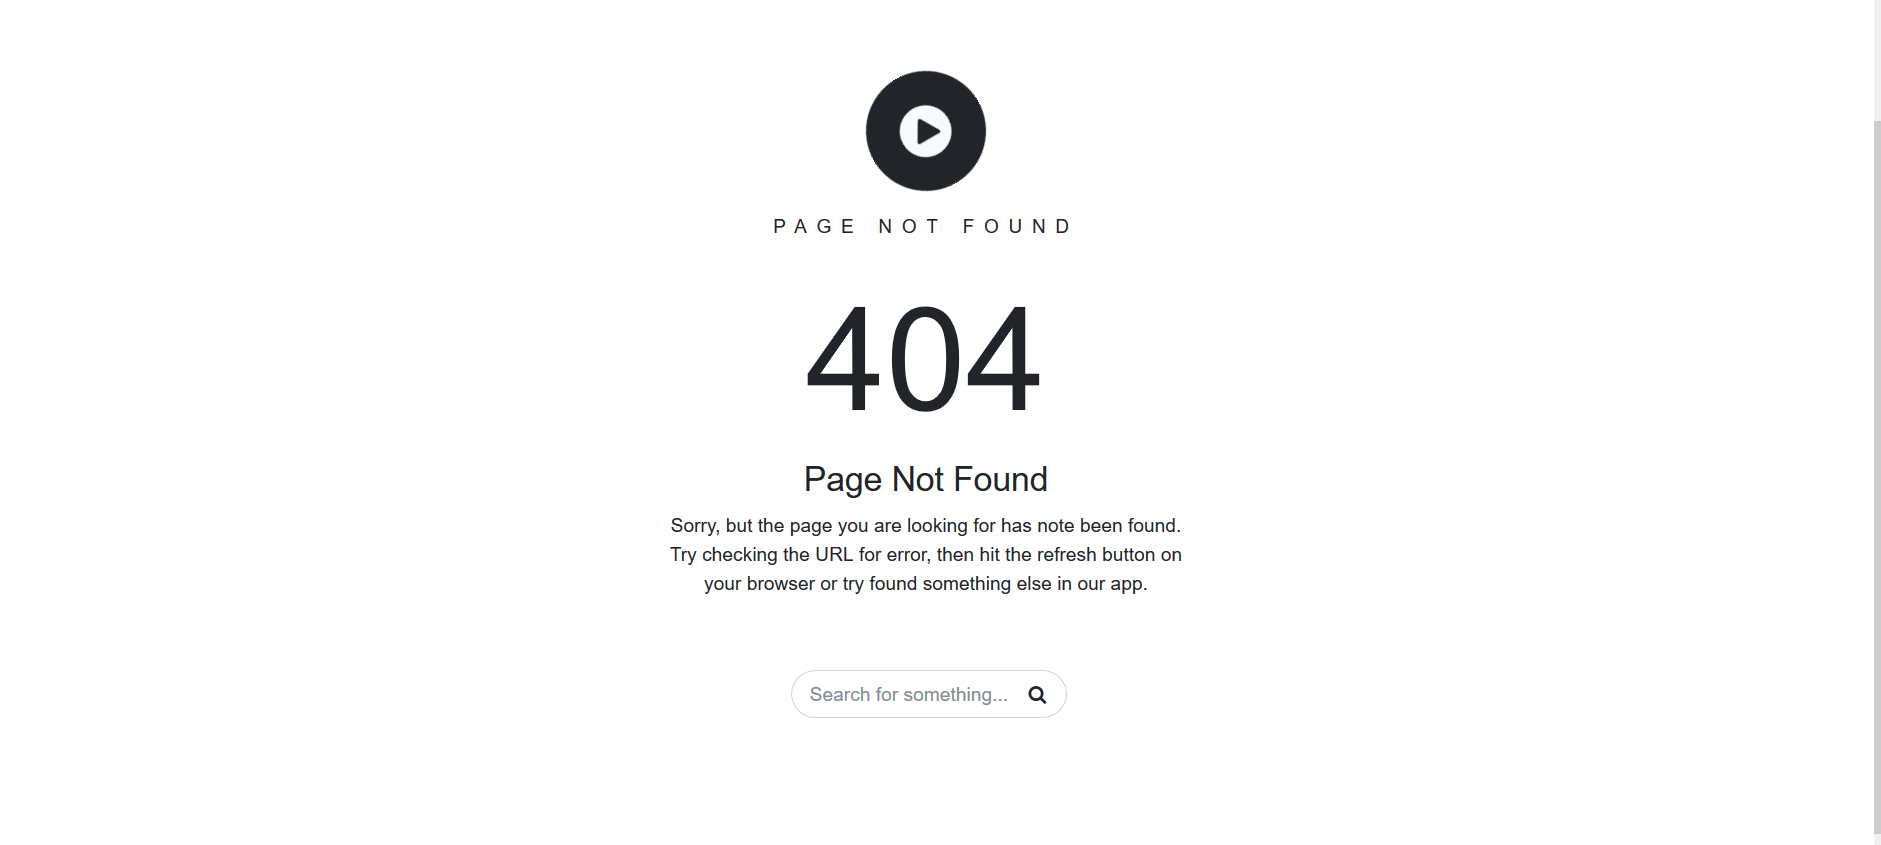 PAGE NOT FOUND
404
Page Not Found
Sorry, but the page you are looking for has note been found.
Try checking the URL for error, then hit the refresh button on
your browser or try found something else in our app.
Search for something...